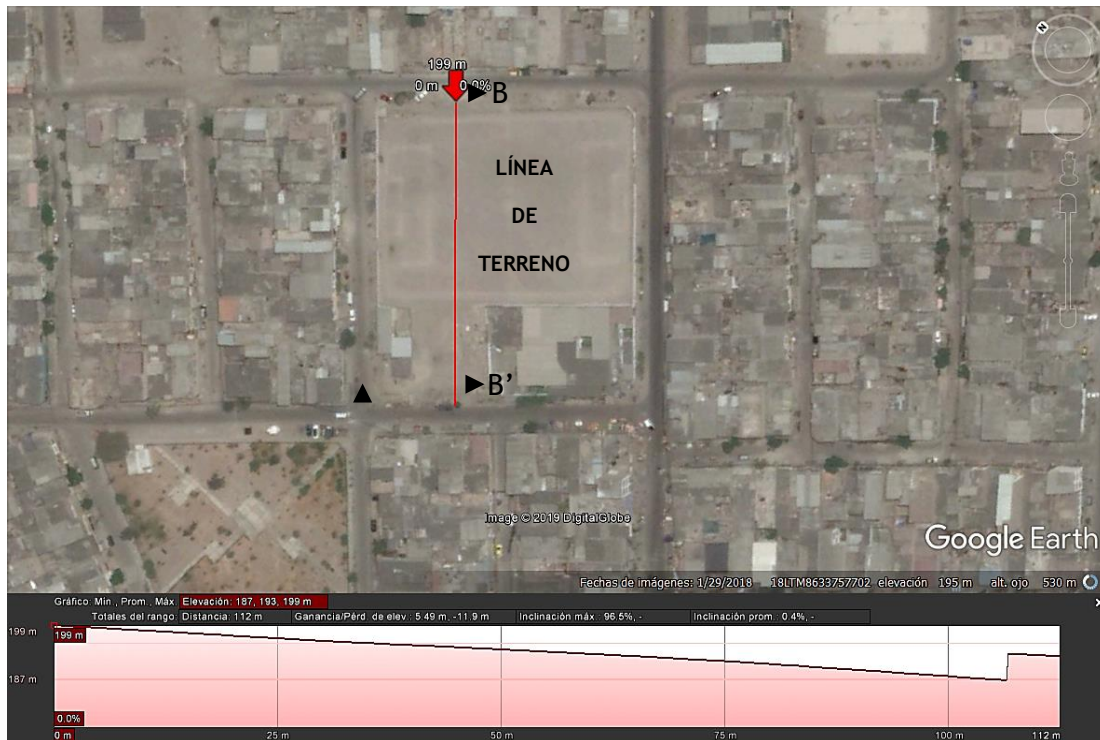 N
199 m
0 m 0.0%
B
LÍNEA
DE
TERRENO
B’
Image © 2019 DigitalGlobe
Google Earth
Fechas de imágenes: 1/29/2018 18LTM8633757702 elevación 195 m alt. ojo 530 m
Gráfico: Min., Prom., Máx. Elevación: 187, 193, 199 m
Totales del rango: Distancia: 112 m Ganancia/Pérd. de elev.: 5.49 m, -11.9 m Inclinación máx.: 96.5%, - Inclinación prom.: 0.4%, -
199 m 199 m
187 m
0.0%
0 m 25 m 50 m 75 m 100 m 112 m